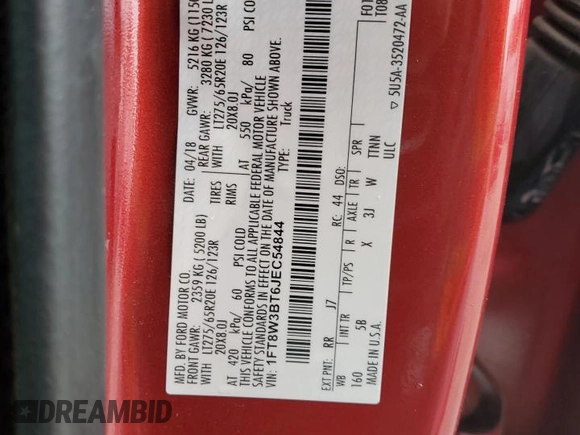 MFD. BY FORD MOTOR CO.
DATE: 04/18 GVWR: 5216 KG (1150
FRONT GAWR: 2359 KG (5200 LB) REAR GAWR: 3280 KG (7230 L
WITH LT275/65R20E 126/123R TIRES WITH LT275/65R20E 126/123R
20X8.0J RIMS 20X8.0J
AT 420 kPa/ 60 PSI COLD AT 550 kPa/ 80 PSI CO
THIS VEHICLE CONFORMS TO ALL APPLICABLE FEDERAL MOTOR VEHICLE
SAFETY STANDARDS IN EFFECT ON THE DATE OF MANUFACTURE SHOWN ABOVE.
VIN: 1FT8W3BT6JEC54844 TYPE: Truck
EXT PNT: RR J7 RC: 44 DSO: F01
WB INT TR TP/PS R AXLE TR SPR T08
160 5B X 3J W TTNN
MADE IN U.S.A. ULC
5U5A-3520472-AA
DREAMBID